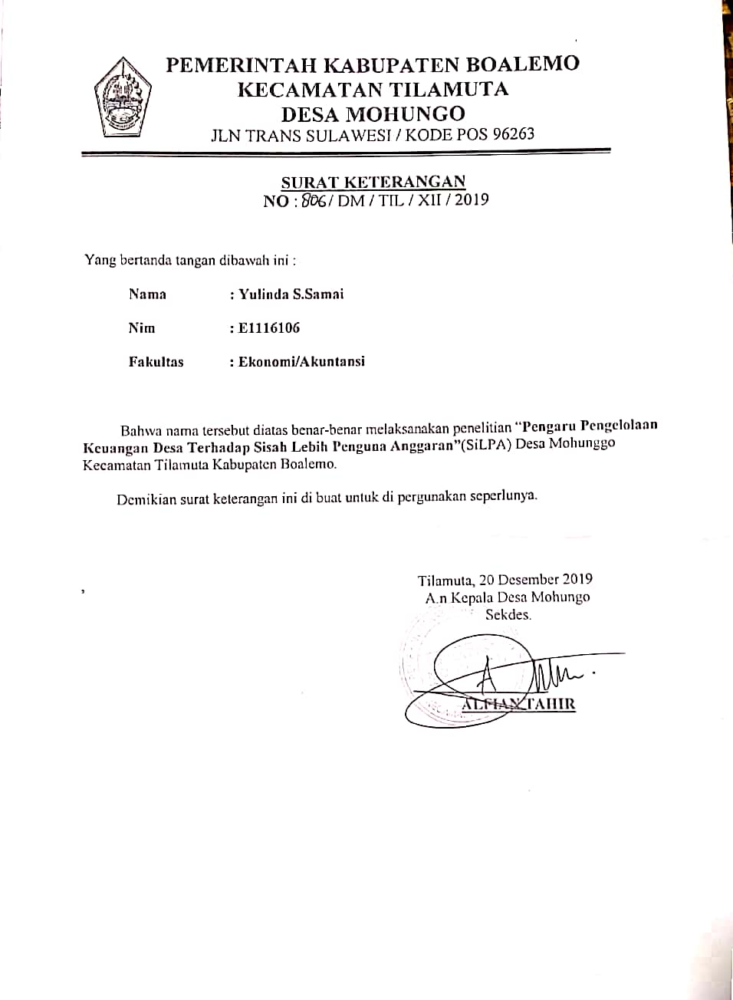 PEMERINTAH KABUPATEN BOALEMO
KECAMATAN TILAMUTA
DESA MOHUNGO
JLN TRANS SULAWESI / KODE POS 96263
SURAT KETERANGAN
NO : 806 / DM / TIL / XII / 2019
Yang bertanda tangan dibawah ini :
Nama : Yulinda S.Samai
Nim : E1116106
Fakultas : Ekonomi/Akuntansi
Bahwa nama tersebut diatas benar-benar melaksanakan penelitian “Pengaru Pengelolaan
Keuangan Desa Terhadap Sisah Lebih Penguna Anggaran”(SiLPA) Desa Mohunggo
Kecamatan Tilamuta Kabupaten Boalemo.
Demikian surat keterangan ini di buat untuk di pergunakan seperlunya.
Tilamuta, 20 Desember 2019
A.n Kepala Desa Mohungo
Sekdes.
ALFIAN TAHIR